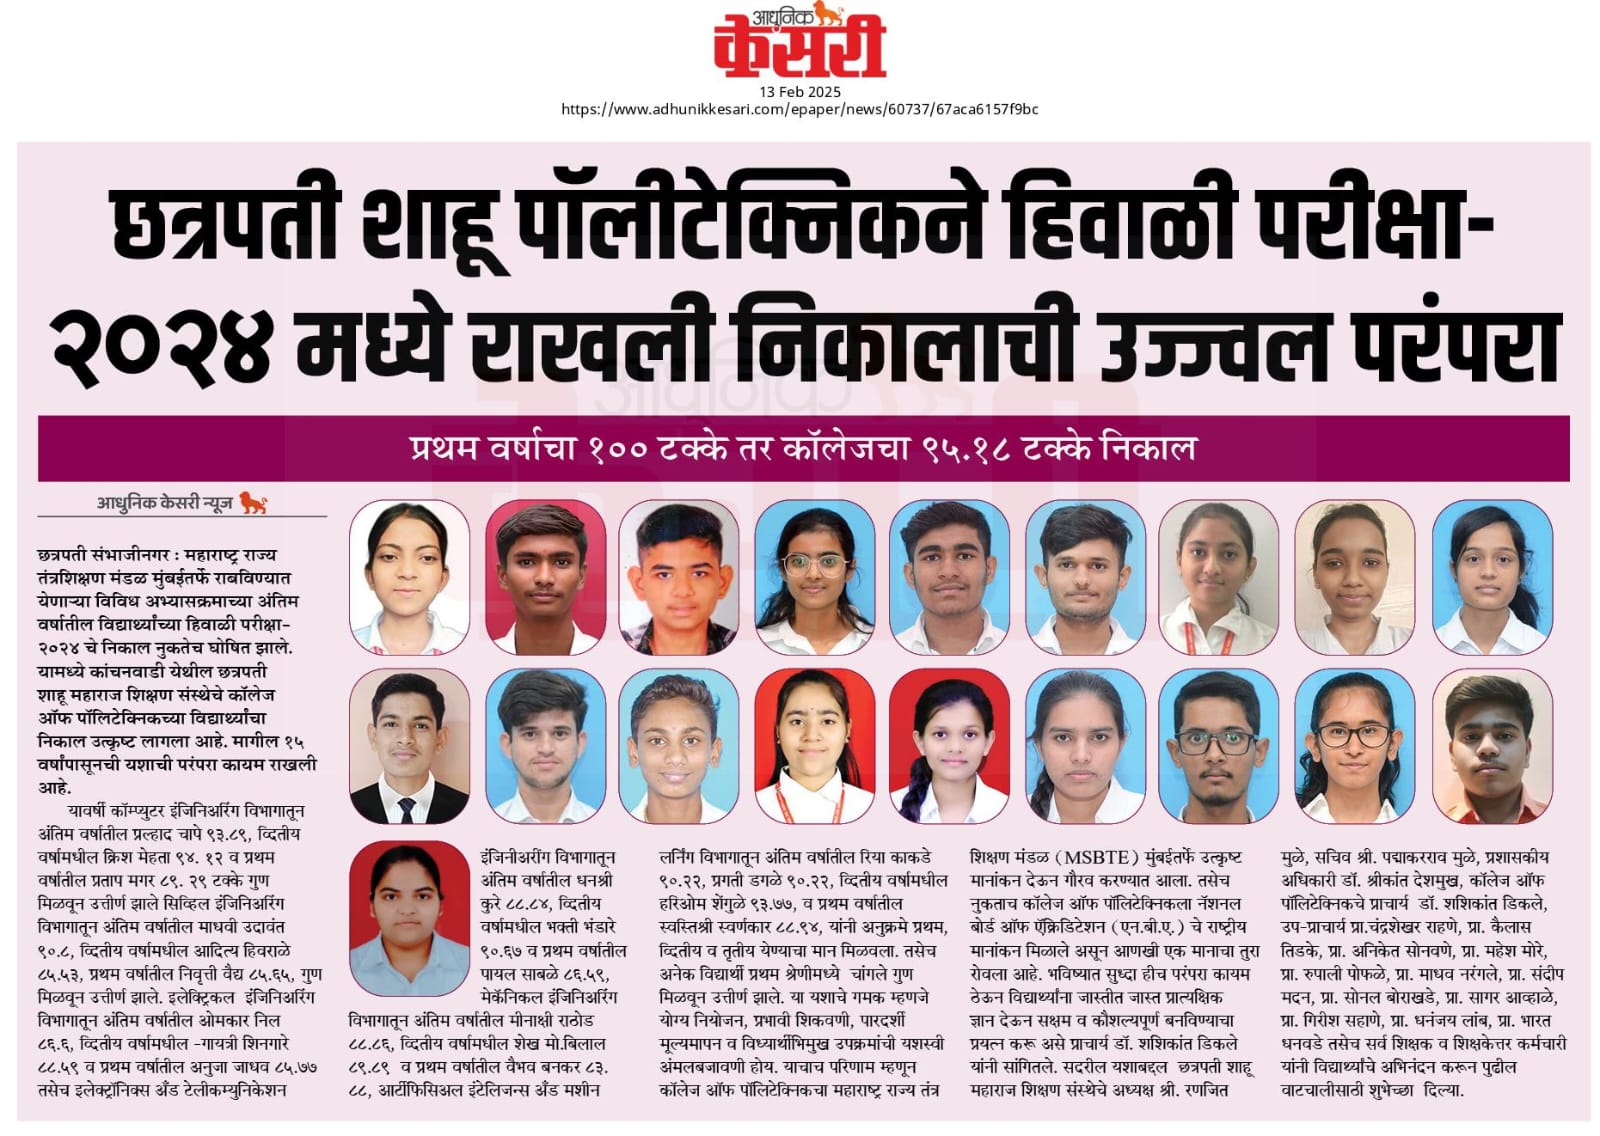 आधुनिक
केसरी
13 Feb 2025
https://www.adhunikkesari.com/epaper/news/60737/67aca6157f9bc
छत्रपती शाहू पॉलीटेक्निकने हिवाळी परीक्षा-
२०२४ मध्ये राखली निकालाची उज्ज्वल परंपरा
प्रथम वर्षाचा १०० टक्के तर कॉलेजचा ९५.१८ टक्के निकाल
आधुनिक केसरी न्यूज
छत्रपती संभाजीनगर : महाराष्ट्र राज्य
तंत्रशिक्षण मंडळ मुंबईतर्फे राबविण्यात
येणाऱ्या विविध अभ्यासक्रमाच्या अंतिम
वर्षातील विद्यार्थ्यांच्या हिवाळी परीक्षा-
२०२४ चे निकाल नुकतेच घोषित झाले.
यामध्ये कांचनवाडी येथील छत्रपती
शाहू महाराज शिक्षण संस्थेचे कॉलेज
ऑफ पॉलिटेक्निकच्या विद्यार्थ्यांचा
निकाल उत्कृष्ट लागला आहे. मागील १५
वर्षांपासूनची यशाची परंपरा कायम राखली
आहे.
यावर्षी कॉम्प्युटर इंजिनिअरिंग विभागातून
अंतिम वर्षातील प्रल्हाद चापे ९३.८९, व्दितीय
वर्षामधील क्रिश मेहता ९४. १२ व प्रथम
वर्षातील प्रताप मगर ८९. २९ टक्के गुण
मिळवून उत्तीर्ण झाले सिव्हिल इंजिनिअरिंग
विभागातून अंतिम वर्षातील माधवी उदावंत
९०.८, व्दितीय वर्षामधील आदित्य हिवराळे
८५.५३, प्रथम वर्षातील निवृत्ती वैद्य ८५.६५, गुण
मिळवून उत्तीर्ण झाले. इलेक्ट्रिकल इंजिनिअरिंग
विभागातून अंतिम वर्षातील ओमकार निल
८६.६, व्दितीय वर्षामधील -गायत्री शिनगारे
८८.५९ व प्रथम वर्षातील अनुजा जाधव ८५.७७
तसेच इलेक्ट्रॉनिक्स अँड टेलीकम्युनिकेशन
इंजिनीअरींग विभागातून
अंतिम वर्षातील धनश्री
कुरे ८८.८४, व्दितीय
वर्षामधील भक्ती भंडारे
९०.६७ व प्रथम वर्षातील
पायल साबळे ८६.५९,
मेकॅनिकल इंजिनिअरिंग
विभागातून अंतिम वर्षातील मीनाक्षी राठोड
८८.८६, व्दितीय वर्षामधील शेख मो.बिलाल
८९.८९ व प्रथम वर्षातील वैभव बनकर ८३.
८८, आर्टीफिसिअल इंटेलिजन्स अँड मशीन
लर्निंग विभागातून अंतिम वर्षातील रिया काकडे
९०.२२, प्रगती डगळे ९०.२२, व्दितीय वर्षामधील
हरिओम शेंगुळे ९३.७७, व प्रथम वर्षातील
स्वस्तिश्री स्वर्णकार ८८.९४, यांनी अनुक्रमे प्रथम,
व्दितीय व तृतीय येण्याचा मान मिळवला. तसेच
अनेक विद्यार्थी प्रथम श्रेणीमध्ये चांगले गुण
मिळवून उत्तीर्ण झाले. या यशाचे गमक म्हणजे
योग्य नियोजन, प्रभावी शिकवणी, पारदर्शी
मूल्यमापन व विध्यार्थीभिमुख उपक्रमांची यशस्वी
अंमलबजावणी होय. याचाच परिणाम म्हणून
कॉलेज ऑफ पॉलिटेक्निकचा महाराष्ट्र राज्य तंत्र
शिक्षण मंडळ (MSBTE) मुंबईतर्फे उत्कृष्ट
मानांकन देऊन गौरव करण्यात आला. तसेच
नुकताच कॉलेज ऑफ पॉलिटेक्निकला नॅशनल
बोर्ड ऑफ ऍक्रिडिटेशन (एन.बी.ए.) चे राष्ट्रीय
मानांकन मिळाले असून आणखी एक मानाचा तुरा
रोवला आहे. भविष्यात सुध्दा हीच परंपरा कायम
ठेऊन विद्यार्थ्यांना जास्तीत जास्त प्रात्यक्षिक
ज्ञान देऊन सक्षम व कौशल्यपूर्ण बनविण्याचा
प्रयत्न करू असे प्राचार्य डॉ. शशिकांत डिकले
यांनी सांगितले. सदरील यशाबद्दल छत्रपती शाहू
महाराज शिक्षण संस्थेचे अध्यक्ष श्री. रणजित
मुळे, सचिव श्री. पद्माकरराव मुळे, प्रशासकीय
अधिकारी डॉ. श्रीकांत देशमुख, कॉलेज ऑफ
पॉलिटेक्निकचे प्राचार्य डॉ. शशिकांत डिकले,
उप-प्राचार्य प्रा.चंद्रशेखर राहणे, प्रा. कैलास
तिडके, प्रा. अनिकेत सोनवणे, प्रा. महेश मोरे,
प्रा. रुपाली पोफळे, प्रा. माधव नरंगले, प्रा. संदीप
मदन, प्रा. सोनल बोराखडे, प्रा. सागर आव्हाळे,
प्रा. गिरीश सहाणे, प्रा. धनंजय लांब, प्रा. भारत
धनवडे तसेच सर्व शिक्षक व शिक्षकेत्तर कर्मचारी
यांनी विद्यार्थ्यांचे अभिनंदन करून पुढील
वाटचालीसाठी शुभेच्छा दिल्या.